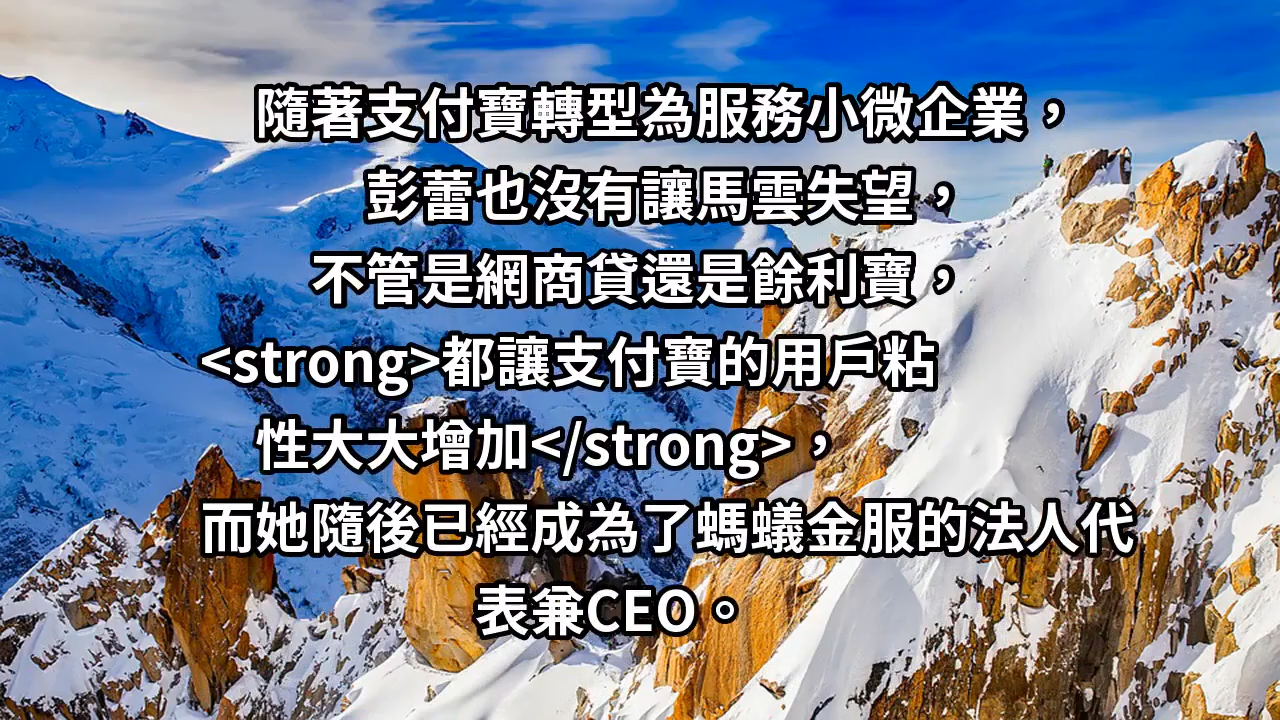 隨著支付寶轉型為服務小微企業，
彭蕾也沒有讓馬雲失望，
不管是網商貸還是餘利寶，
<strong>都讓支付寶的用戶粘
性大大增加</strong>，
而她隨後已經成為了螞蟻金服的法人代
表兼CEO。